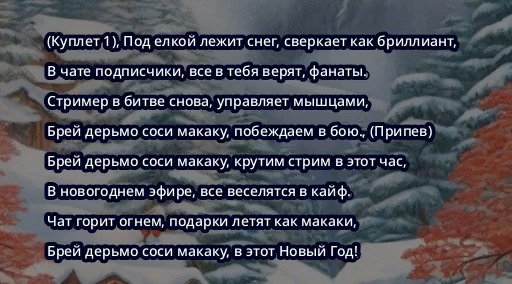 (Куплет 1), Под елкой лежит снег, сверкает как бриллиант,
В чате подписчики, все в тебя верят, фанаты.
Стример в битве снова, управляет мышцами,
Брей дерьмо соси макаку, побеждаем в бою., (Припев)
Брей дерьмо соси макаку, крутим стрим в этот час,
В новогоднем эфире, все веселятся в кайф.
Чат горит огнем, подарки летят как макаки,
Брей дерьмо соси макаку, в этот Новый Год!